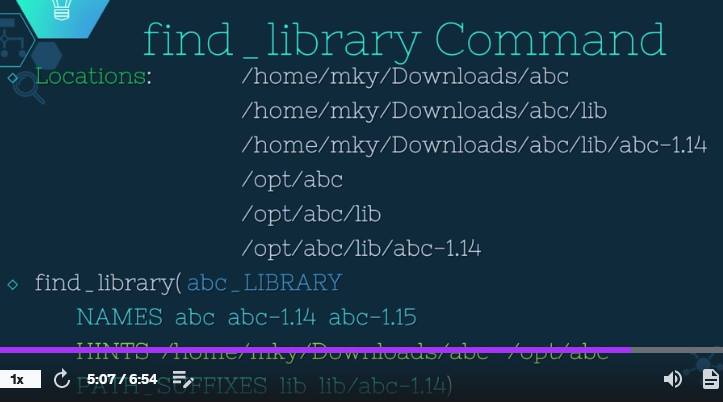 find_library Command
Locations: /home/mky/Downloads/abc
/home/mky/Downloads/abc/lib
/home/mky/Downloads/abc/lib/abc-1.14
/opt/abc
/opt/abc/lib
/opt/abc/lib/abc-1.14
find_library( abc_LIBRARY
NAMES abc abc-1.14 abc-1.15
HINTS /home/mky/Downloads/abc /opt/abc
PATH_SUFFIXES lib lib/abc-1.14)
1x 5:07 / 6:54